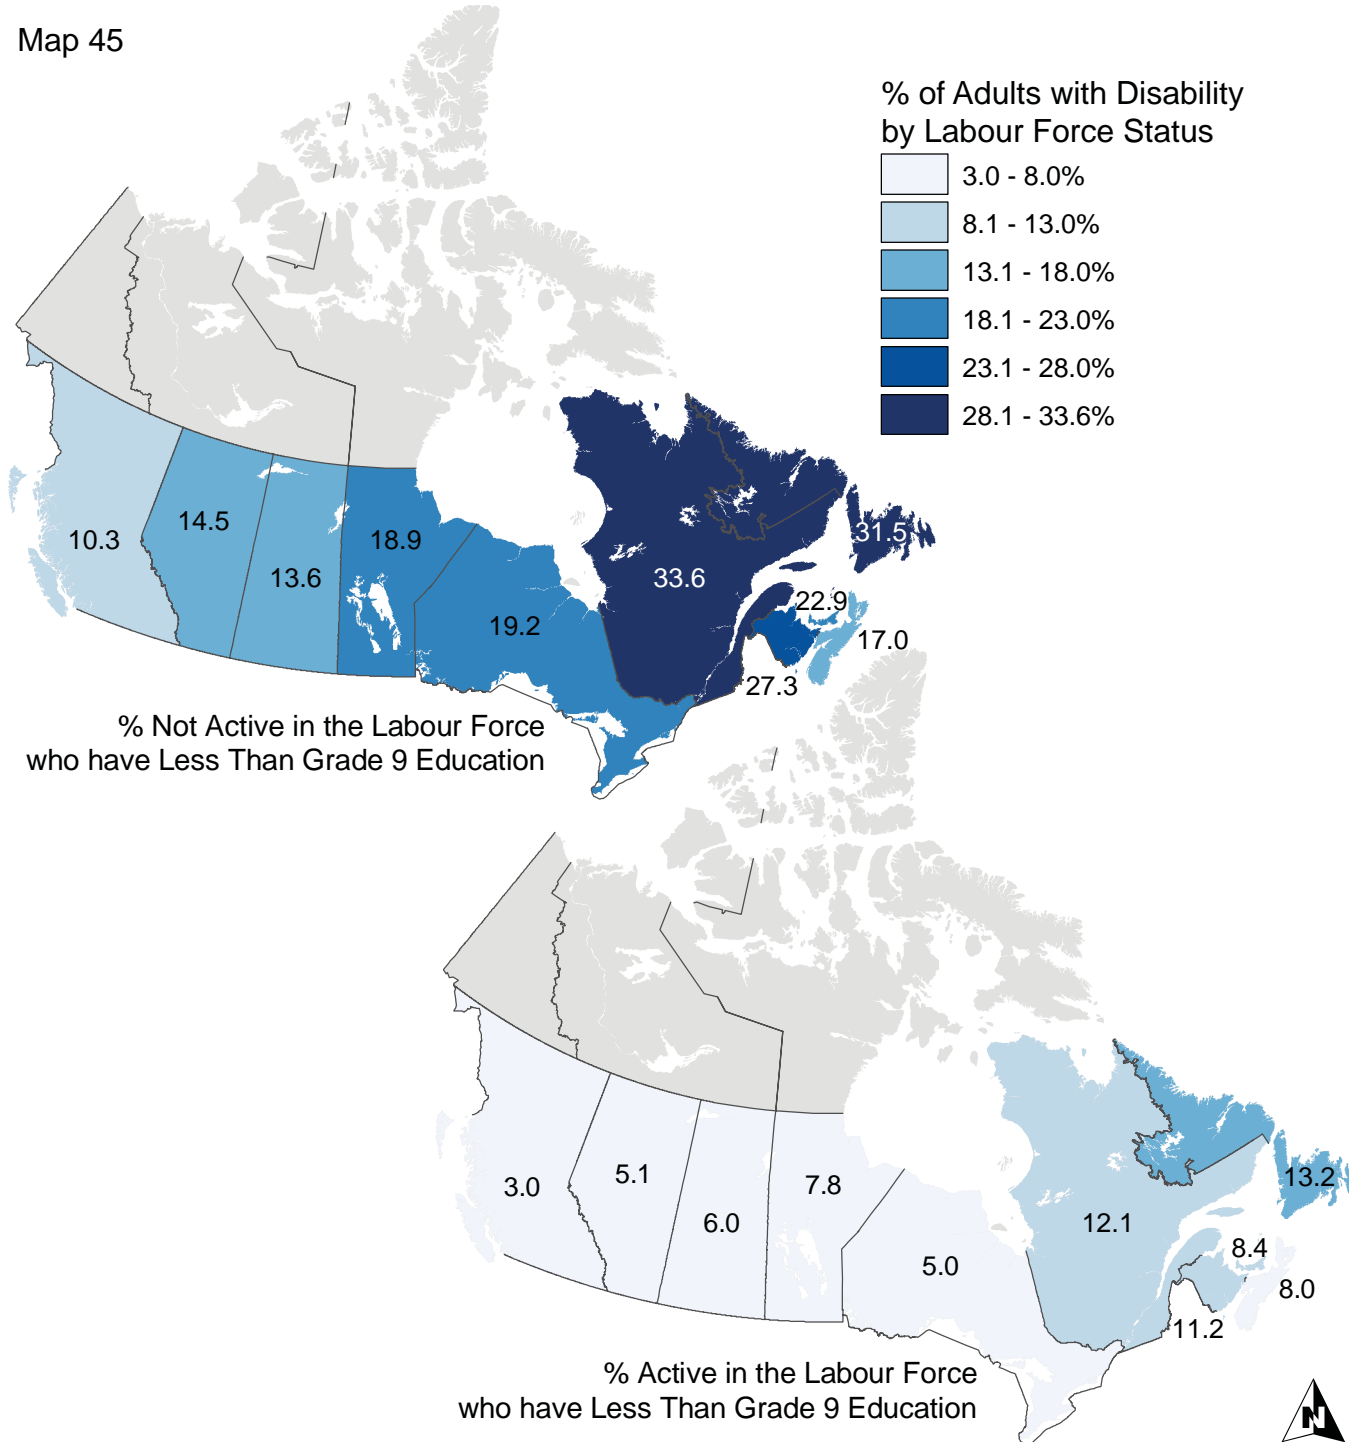 Map 45
% of Adults with Disability
by Labour Force Status
3.0 - 8.0%
8.1 - 13.0%
13.1 - 18.0%
18.1 - 23.0%
23.1 - 28.0%
28.1 - 33.6%
10.3
14.5
13.6
18.9
19.2
33.6
31.5
22.9
17.0
27.3
% Not Active in the Labour Force
who have Less Than Grade 9 Education
3.0
5.1
6.0
7.8
5.0
12.1
13.2
8.4
8.0
11.2
% Active in the Labour Force
who have Less Than Grade 9 Education
N